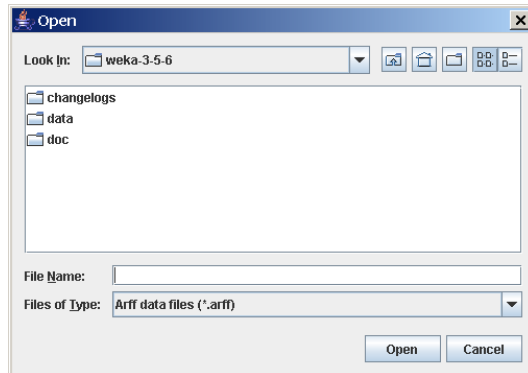 Open
Look In: weka-3-5-6
changelogs
data
doc
File Name:
Files of Type: Arff data files (*.arff)
Open Cancel